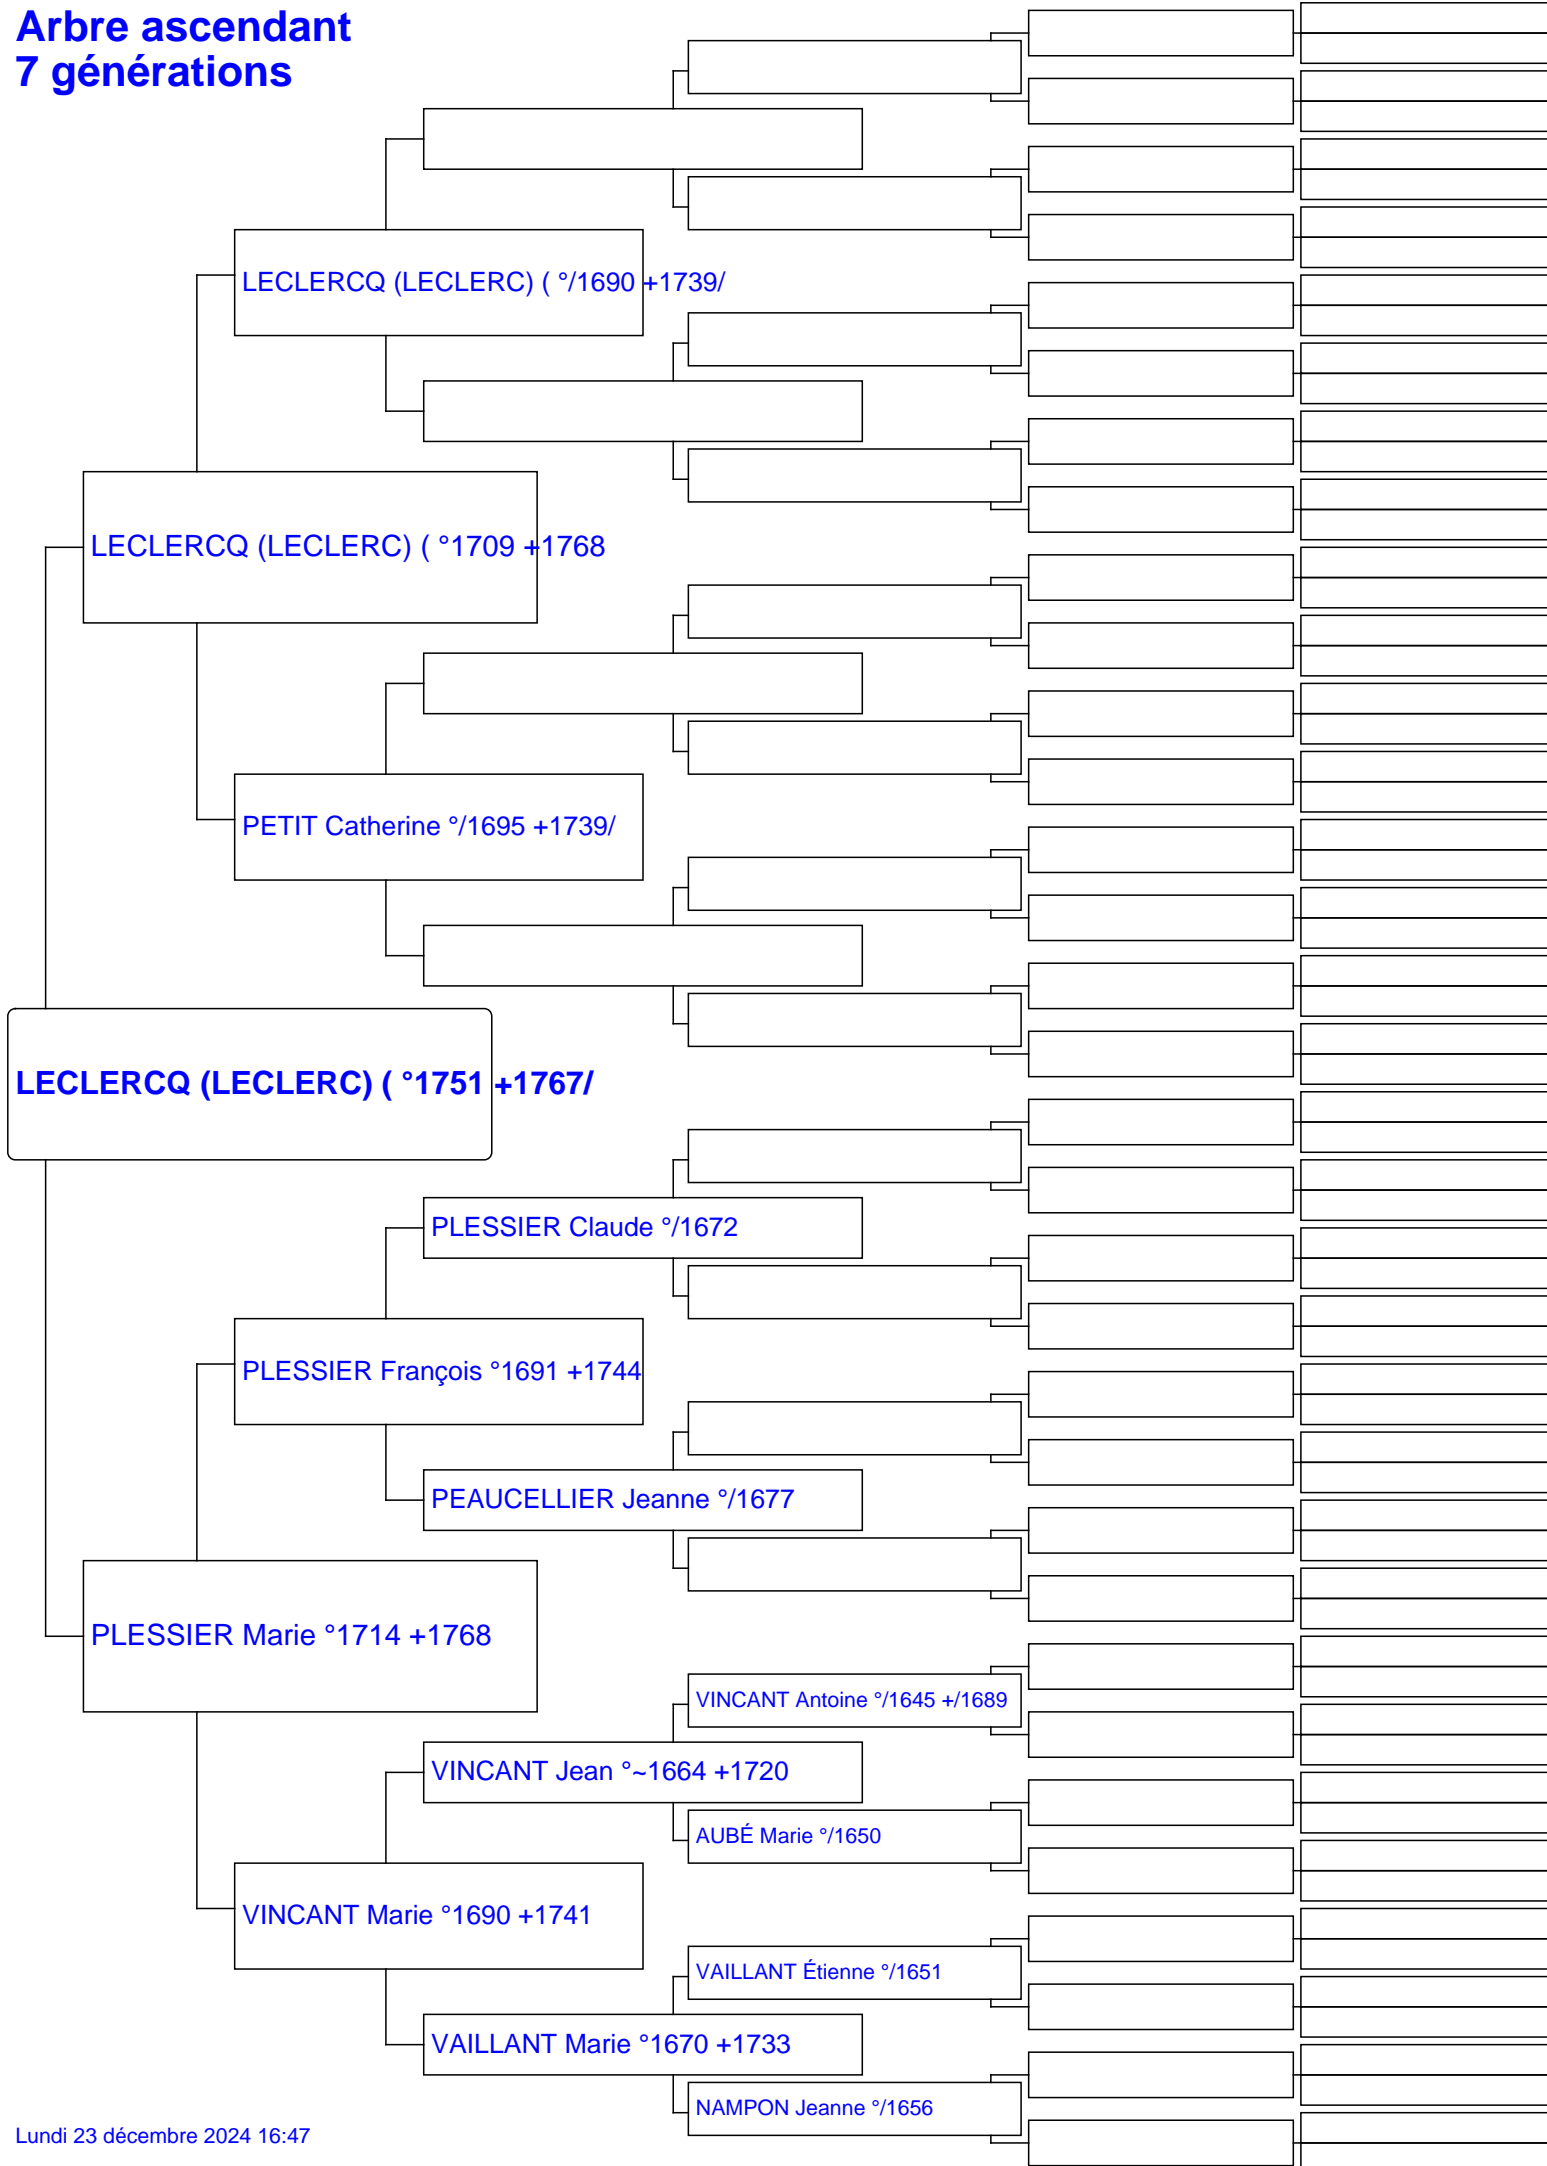 Arbre ascendant
7 générations
LECLERCQ (LECLERC) ( °/1690 +1739/
LECLERCQ (LECLERC) ( °1709 +1768
PETIT Catherine °/1695 +1739/
LECLERCQ (LECLERC) ( °1751 +1767/
PLESSIER Claude °/1672
PLESSIER François °1691 +1744
PEAUCELLIER Jeanne °/1677
PLESSIER Marie °1714 +1768
VINCANT Antoine °/1645 +/1689
VINCANT Jean °~1664 +1720
AUBÉ Marie °/1650
VINCANT Marie °1690 +1741
VAILLANT Étienne °/1651
VAILLANT Marie °1670 +1733
NAMPON Jeanne °/1656
Lundi 23 décembre 2024 16:47